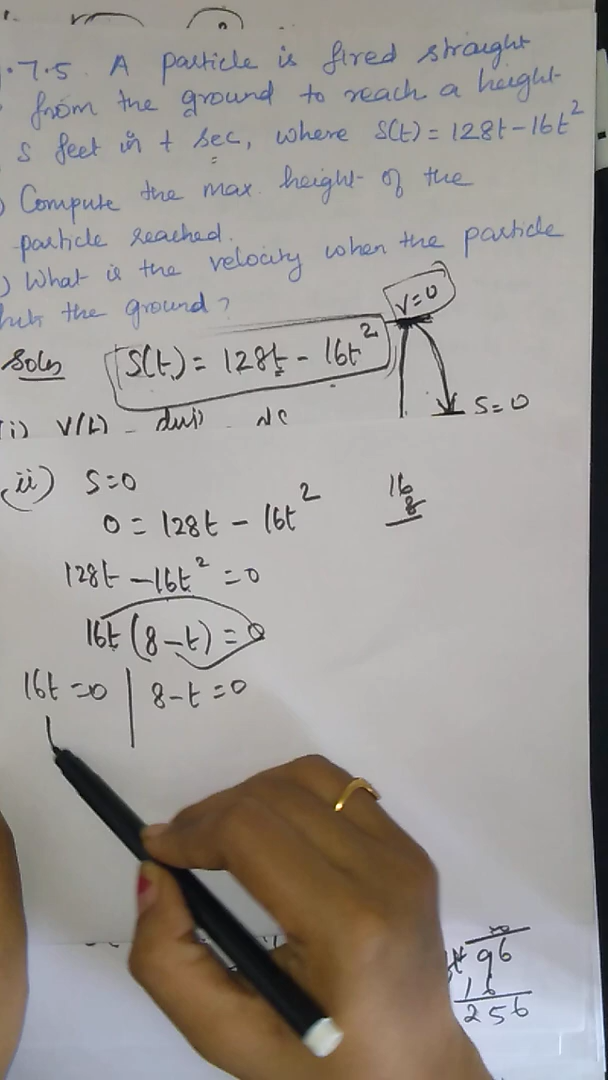 .7.5. A particle is fired straight
from the ground to reach a height
s feet in t sec, where S(t) = 128t - 16t²
) Compute the max. height of the
particle reached.
) What is the velocity when the particle
hits the ground?
V=0
Soln
S(t) = 128t - 16t²
S=0
(i) V(t)
(ii) S=0
16
8
0 = 128t - 16t²
128t - 16t² = 0
16t (8-t) = 0
16t = 0 | 8-t = 0
96
16
256